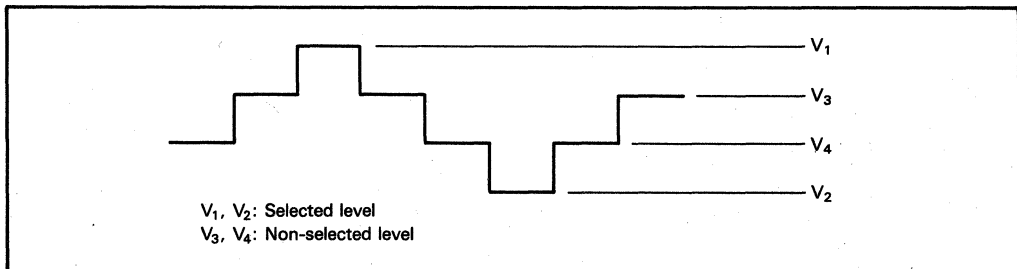 V₁
V₃
V₄
V₂
V₁, V₂: Selected level
V₃, V₄: Non-selected level